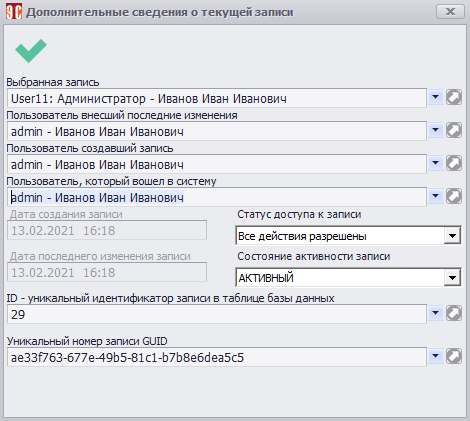 Дополнительные сведения о текущей записи
Выбранная запись
User11: Администратор - Иванов Иван Иванович
Пользователь внесший последние изменения
admin - Иванов Иван Иванович
Пользователь создавший запись
admin - Иванов Иван Иванович
Пользователь, который вошел в систему
admin - Иванов Иван Иванович
Дата создания записи
13.02.2021 16:18
Статус доступа к записи
Все действия разрешены
Дата последнего изменения записи
13.02.2021 16:18
Состояние активности записи
АКТИВНЫЙ
ID - уникальный идентификатор записи в таблице базы данных
29
Уникальный номер записи GUID
ae33f763-677e-49b5-81c1-b7b8e6dea5c5